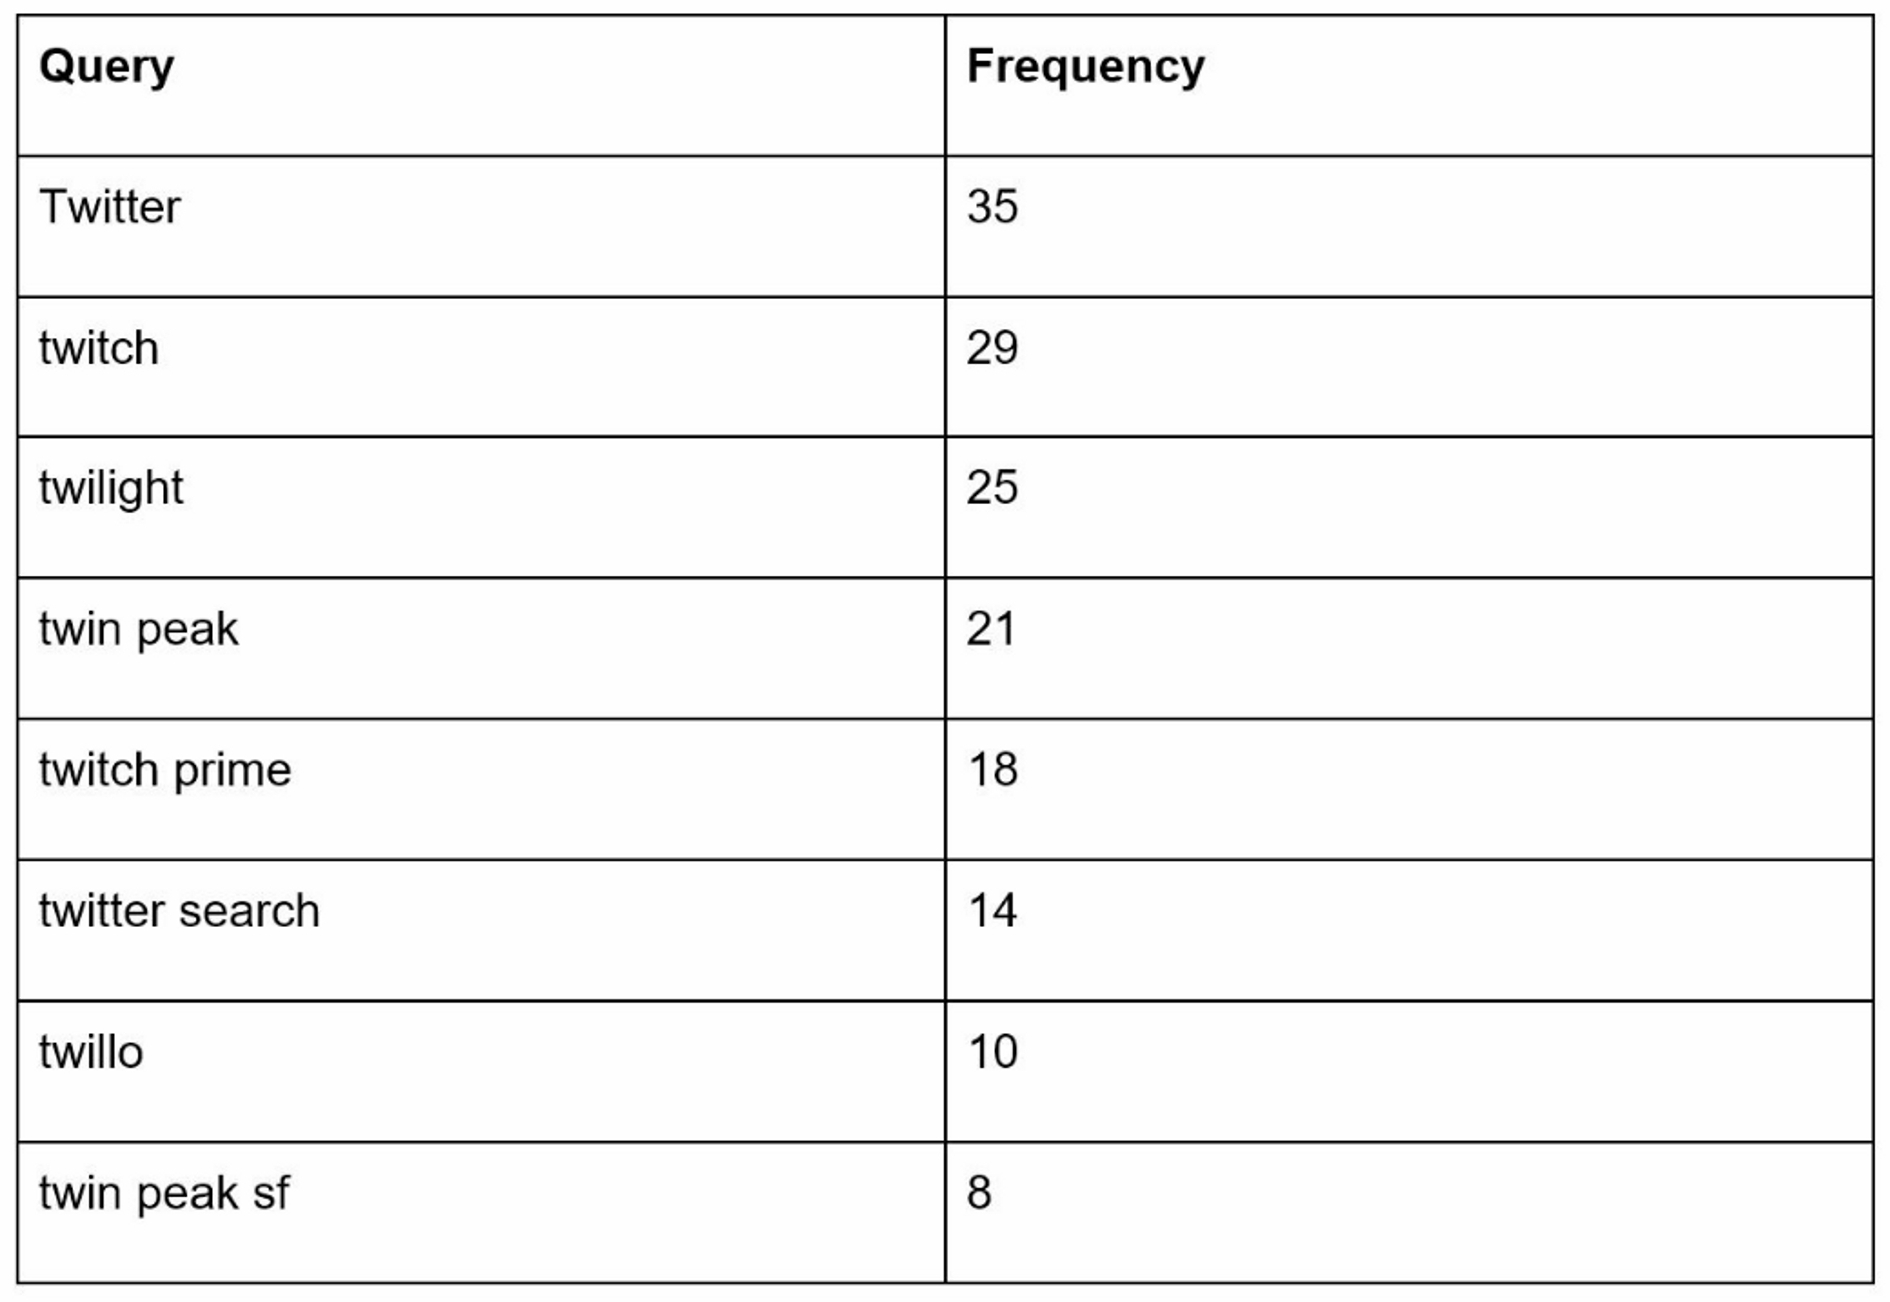 Query Frequency
Twitter 35
twitch 29
twilight 25
twin peak 21
twitch prime 18
twitter search 14
twillo 10
twin peak sf 8